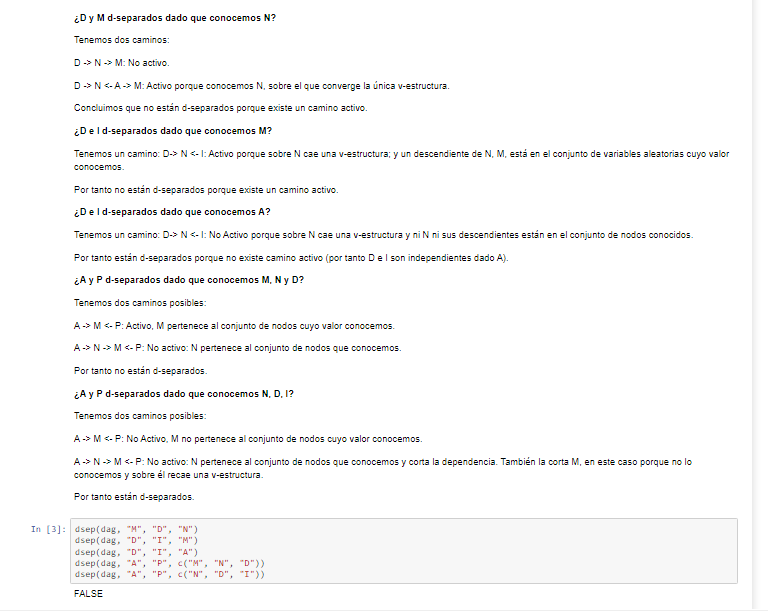 ¿D y M d-separados dado que conocemos N?
Tenemos dos caminos:
D -> N -> M: No activo.
D -> N <- A -> M: Activo porque conocemos N, sobre el que converge la única v-estructura.
Concluimos que no están d-separados porque existe un camino activo.
¿D e I d-separados dado que conocemos M?
Tenemos un camino: D-> N <- I: Activo porque sobre N cae una v-estructura; y un descendiente de N, M, está en el conjunto de variables aleatorias cuyo valor
conocemos.
Por tanto no están d-separados porque existe un camino activo.
¿D e I d-separados dado que conocemos A?
Tenemos un camino: D-> N <- I: No Activo porque sobre N cae una v-estructura y ni N ni sus descendientes están en el conjunto de nodos conocidos.
Por tanto están d-separados porque no existe camino activo (por tanto D e I son independientes dado A).
¿A y P d-separados dado que conocemos M, N y D?
Tenemos dos caminos posibles:
A -> M <- P: Activo, M pertenece al conjunto de nodos cuyo valor conocemos.
A -> N -> M <- P: No activo: N pertenece al conjunto de nodos que conocemos.
Por tanto no están d-separados.
¿A y P d-separados dado que conocemos N, D, I?
Tenemos dos caminos posibles:
A -> M <- P: No Activo, M no pertenece al conjunto de nodos cuyo valor conocemos.
A -> N -> M <- P: No activo: N pertenece al conjunto de nodos que conocemos y corta la dependencia. También la corta M, en este caso porque no lo
conocemos y sobre él recae una v-estructura.
Por tanto están d-separados.
In [3]: dsep(dag, "M", "D", "N")
dsep(dag, "D", "I", "M")
dsep(dag, "D", "I", "A")
dsep(dag, "A", "P", c("M", "N", "D"))
dsep(dag, "A", "P", c("N", "D", "I"))
FALSE